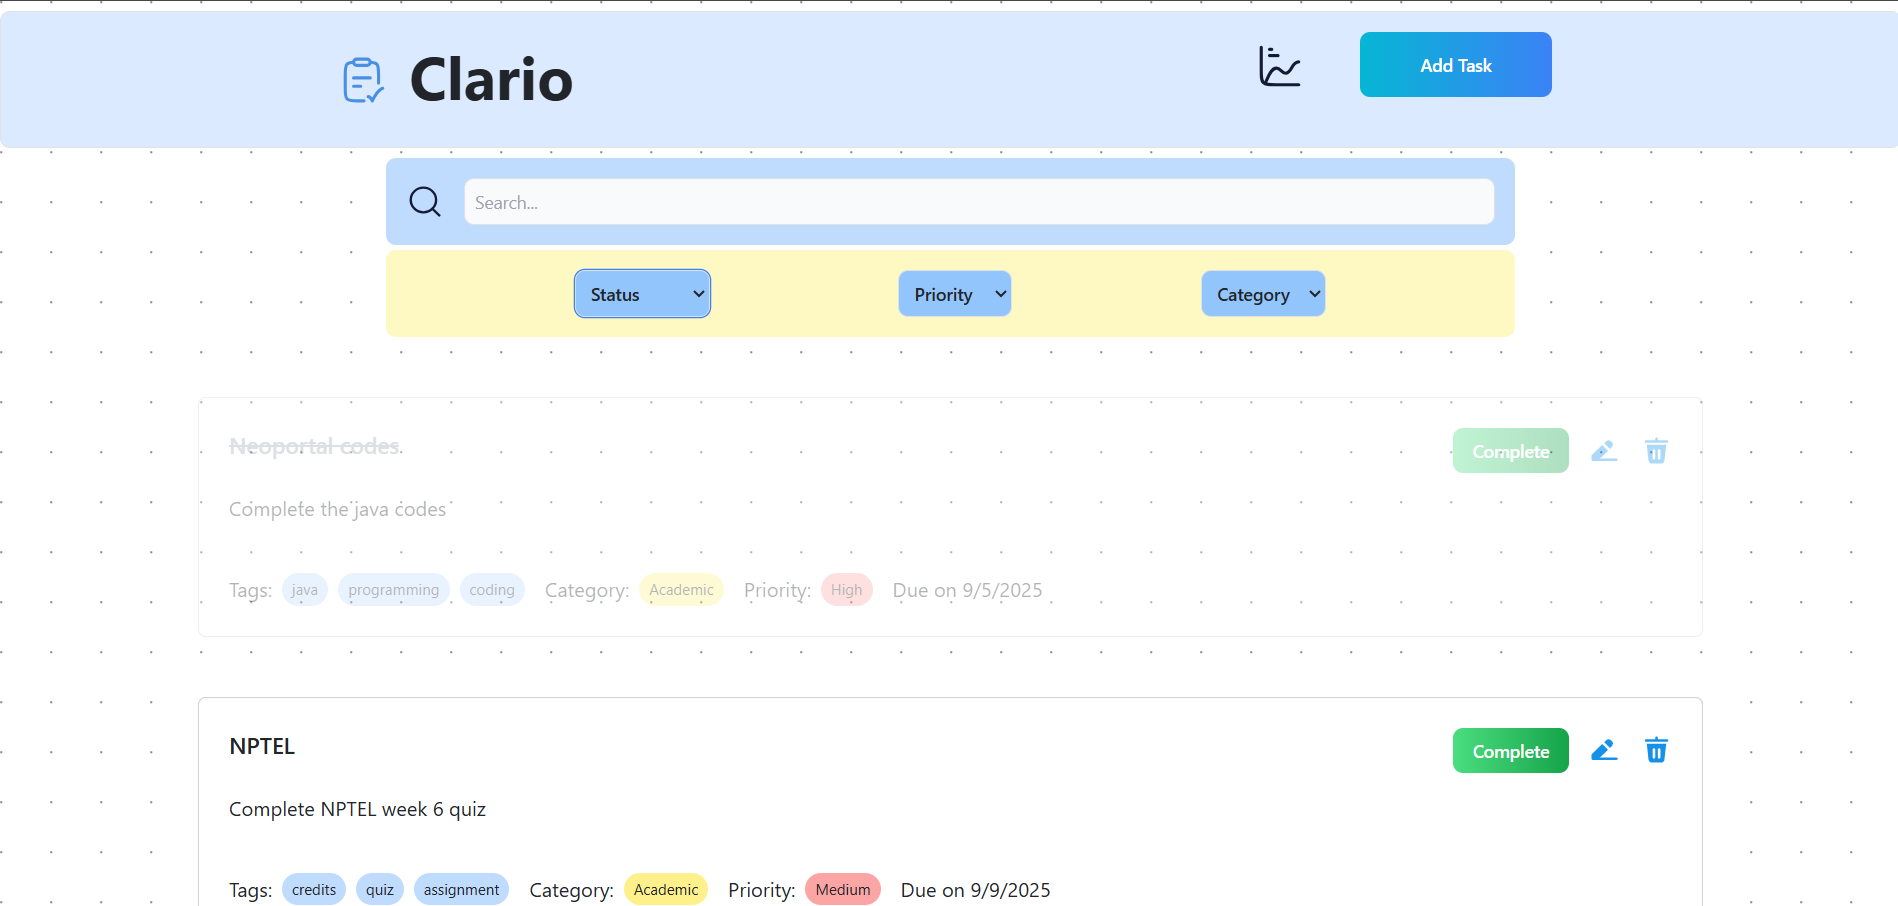 Clario
Add Task
Search...
Status Priority Category
Neoportal codes
Complete
Complete the java codes
Tags: java programming coding Category: Academic Priority: High Due on 9/5/2025
NPTEL
Complete
Complete NPTEL week 6 quiz
Tags: credits quiz assignment Category: Academic Priority: Medium Due on 9/9/2025